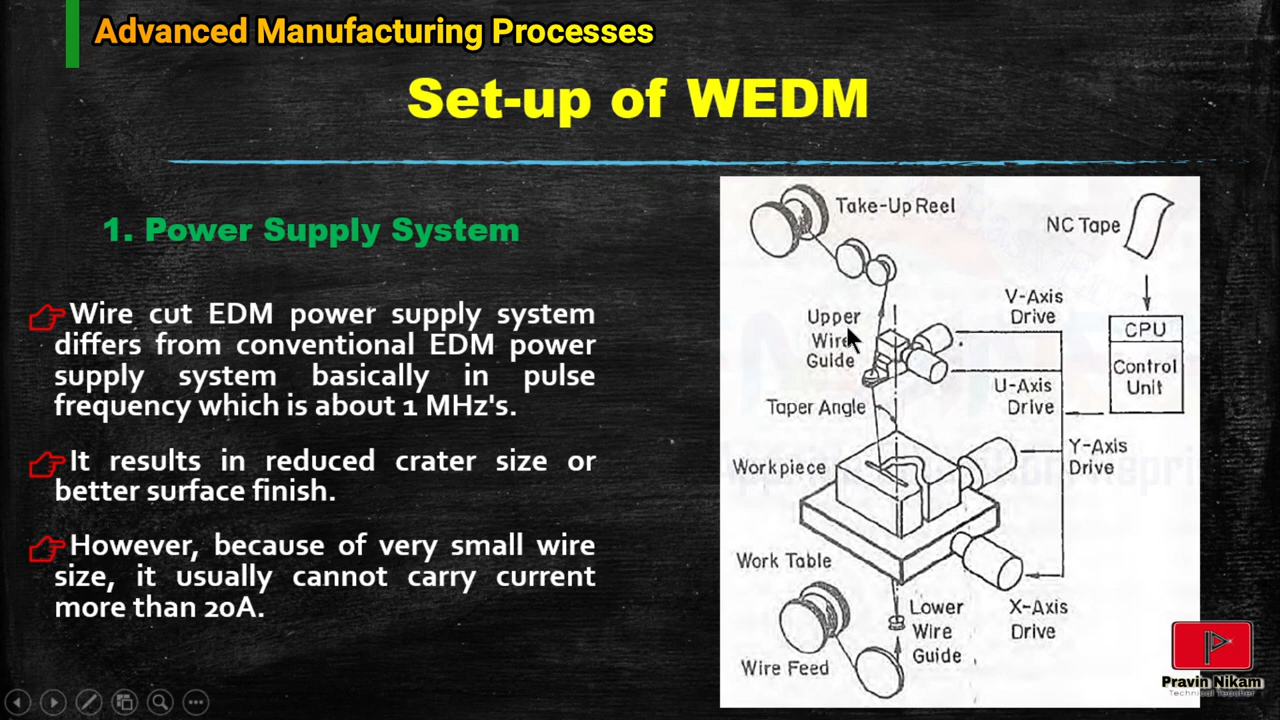 Advanced Manufacturing Processes
Set-up of WEDM
1. Power Supply System
Wire cut EDM power supply system
differs from conventional EDM power
supply system basically in pulse
frequency which is about 1 MHz's.
It results in reduced crater size or
better surface finish.
However, because of very small wire
size, it usually cannot carry current
more than 20A.
Take-Up Reel
NC Tape
V-Axis
Drive
Upper
Wire
Guide
CPU
Control
Unit
U-Axis
Drive
Taper Angle
Y-Axis
Drive
Workpiece
Work Table
Lower
Wire
Guide
X-Axis
Drive
Wire Feed
Pravin Nikam
Technical Teacher